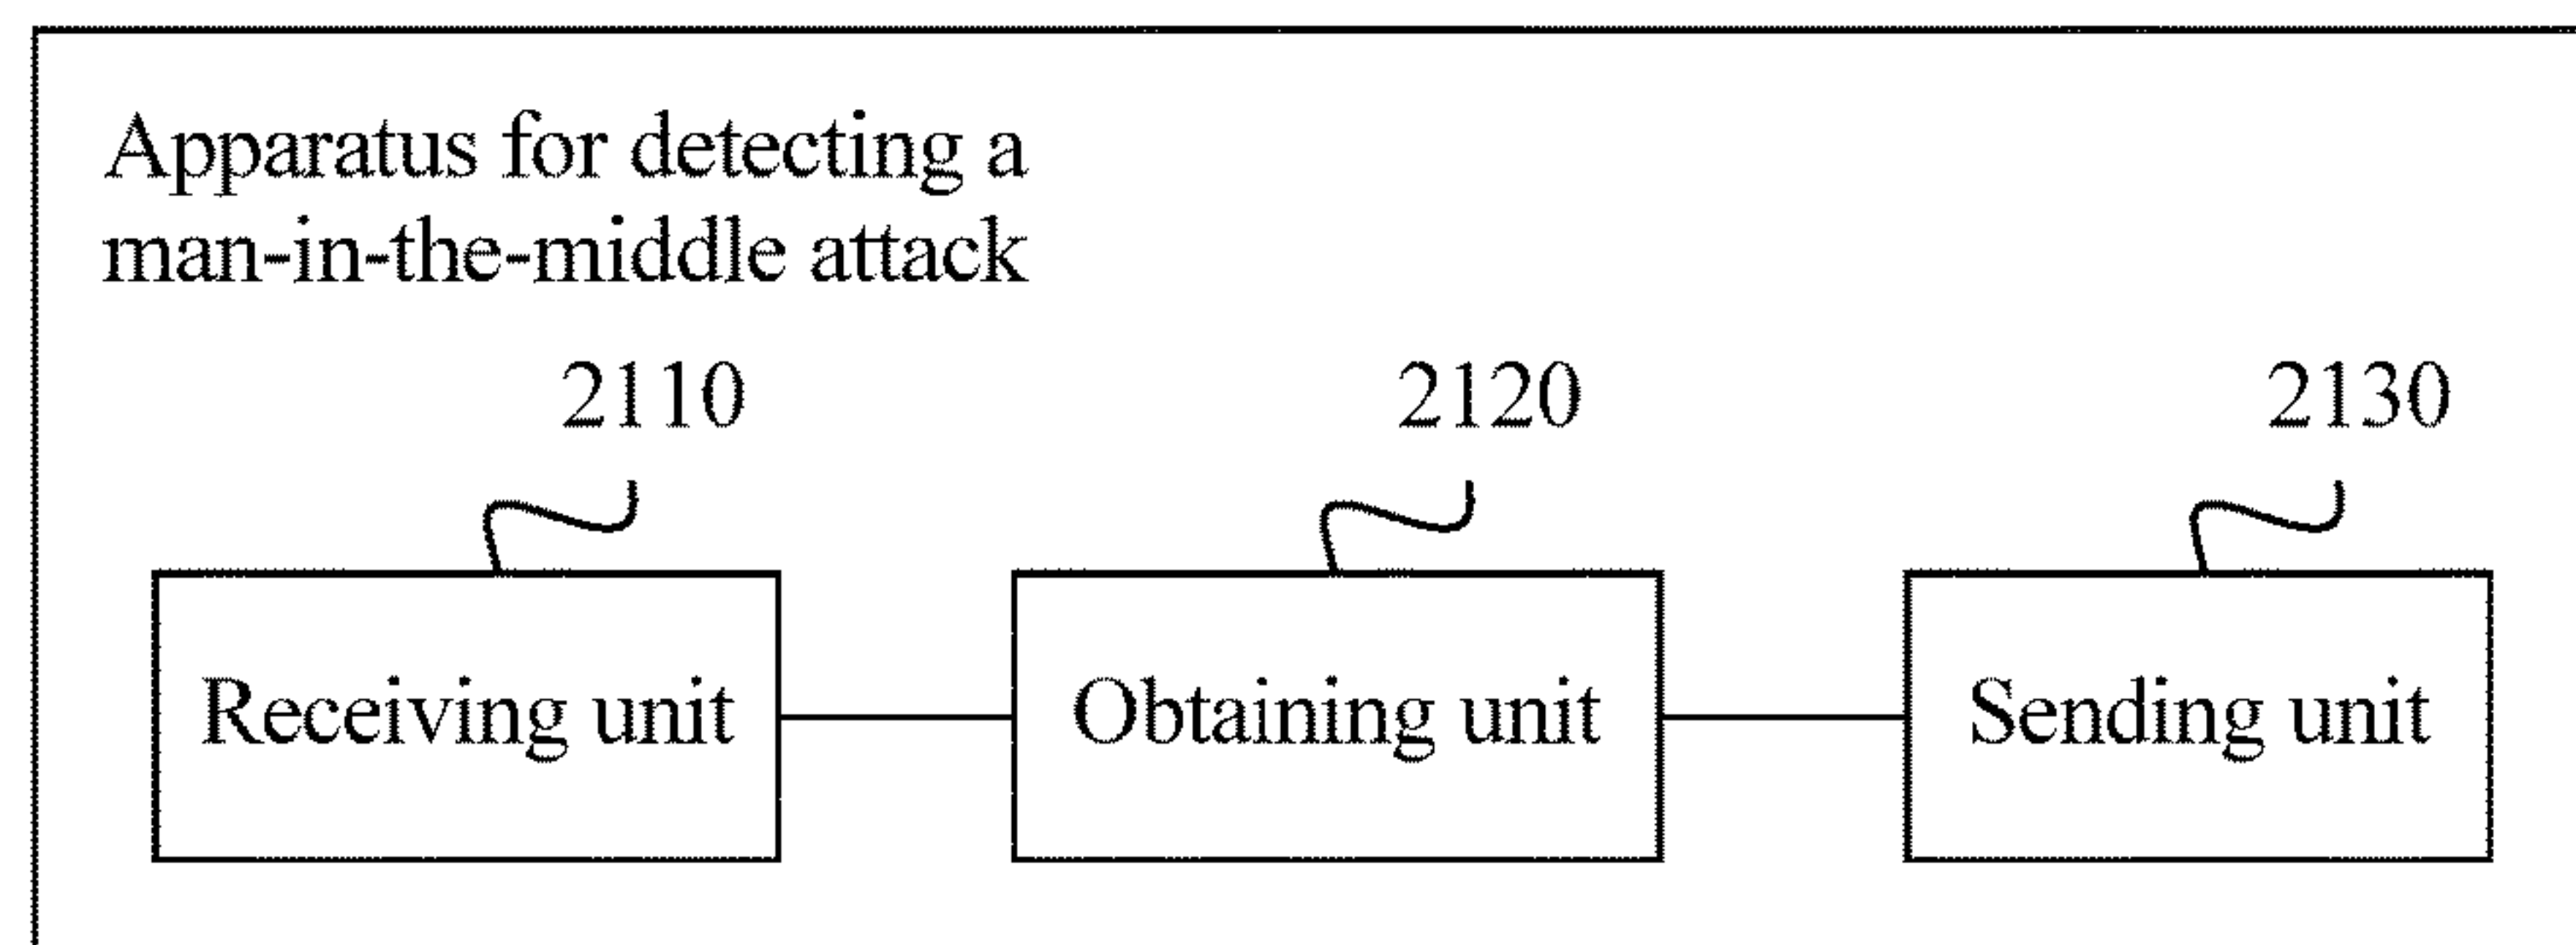 Apparatus for detecting a
man-in-the-middle attack
2110 2120 2130
Receiving unit Obtaining unit Sending unit